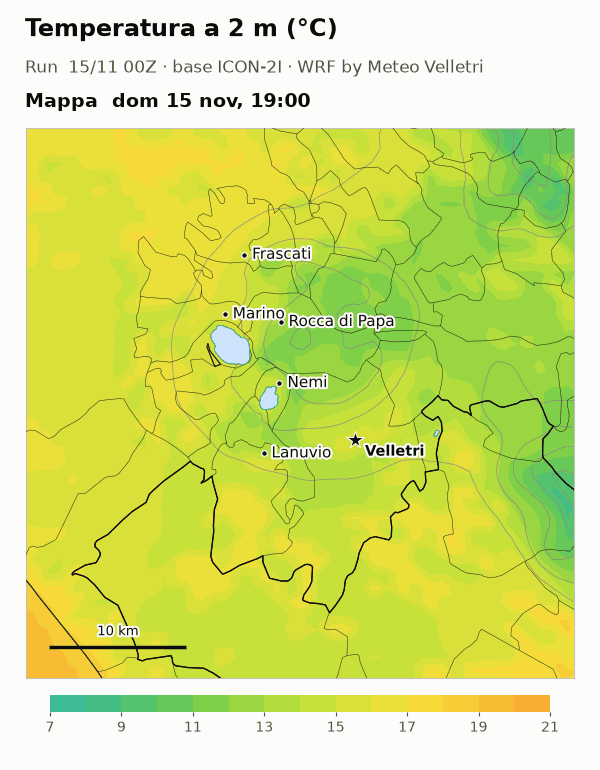 Temperatura a 2 m (°C)
Run  15/11 00Z · base ICON-2I · WRF by Meteo Velletri
Mappa  dom 15 nov, 19:00
Frascati
Marino
Rocca di Papa
Nemi
Velletri
Lanuvio
10 km
7 9 11 13 15 17 19 21